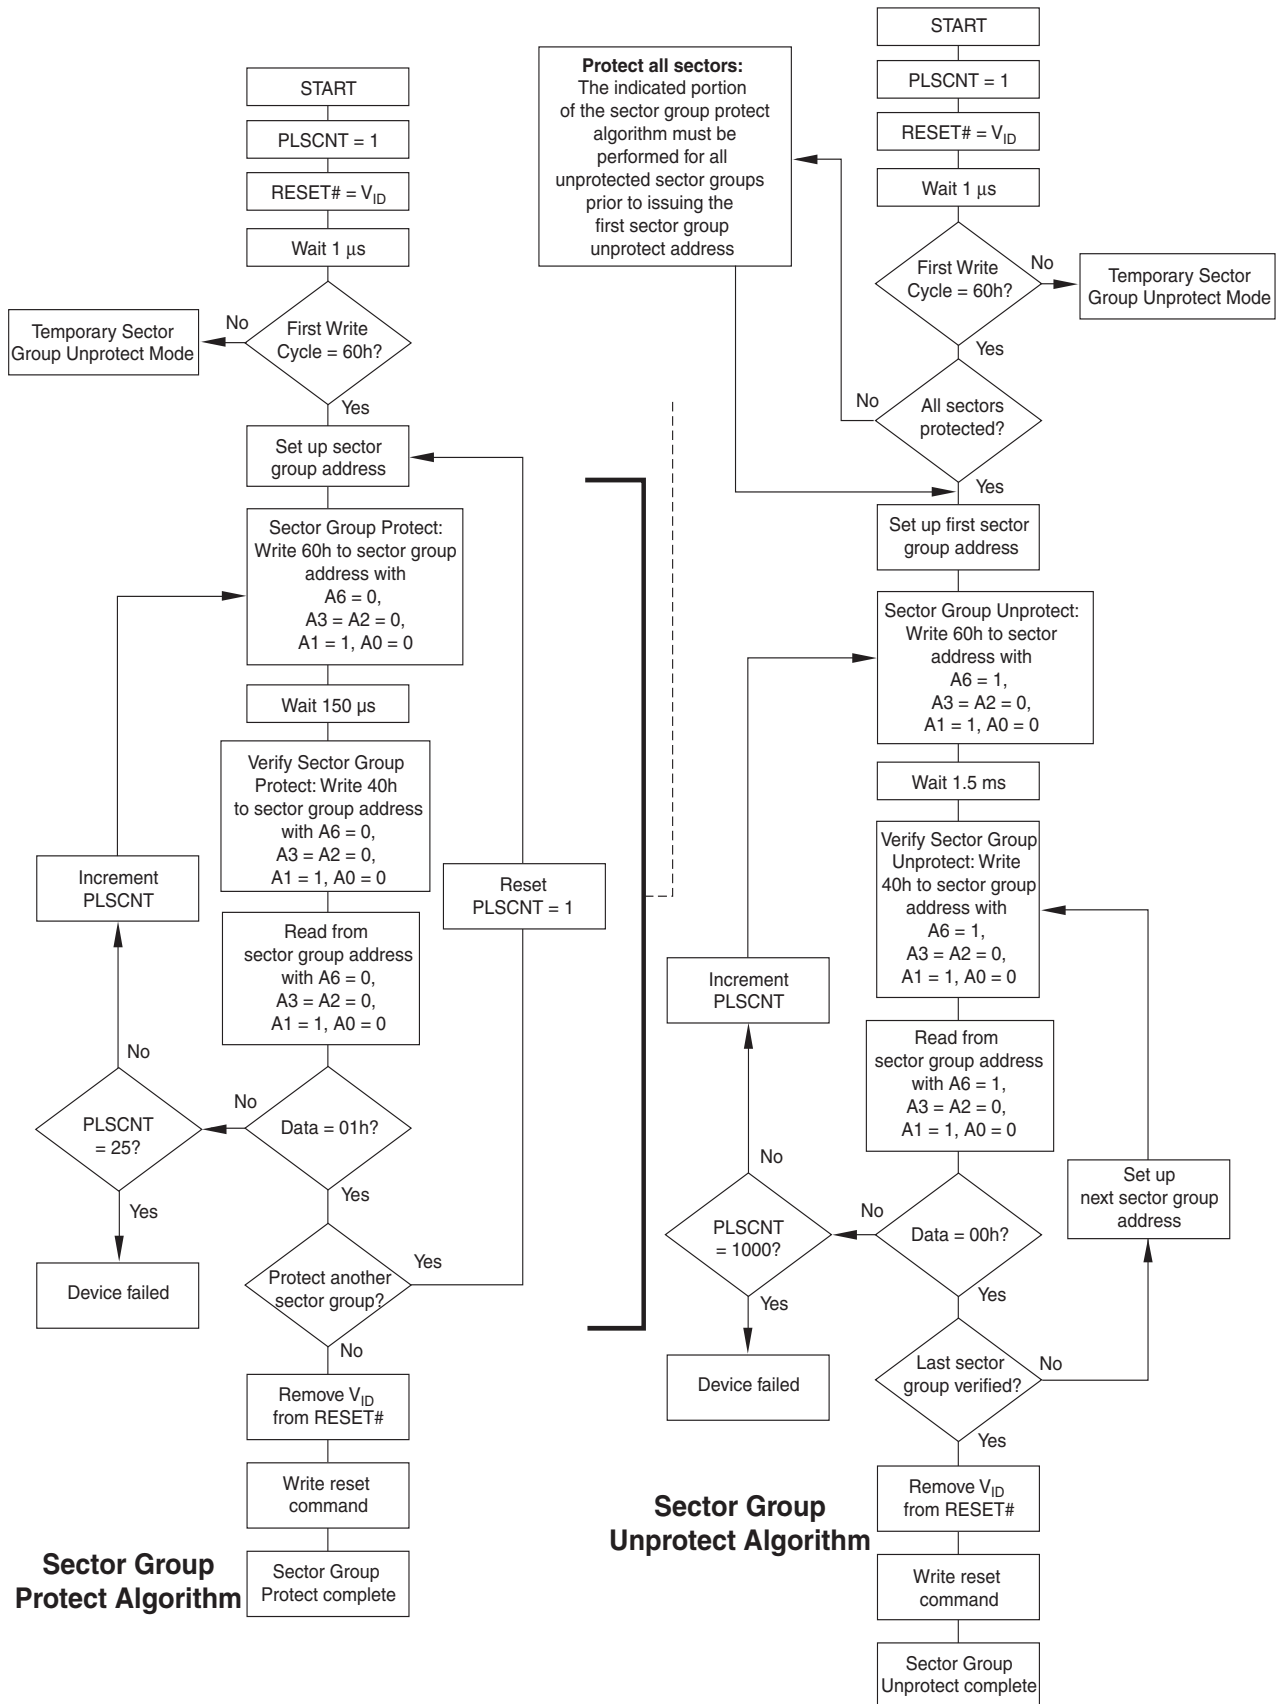 START
PLSCNT = 1
RESET# = VID
Wait 1 μs
First Write
Cycle = 60h?
No
Temporary Sector
Group Unprotect Mode
Yes
Set up sector
group address
Sector Group Protect:
Write 60h to sector group
address with
A6 = 0,
A3 = A2 = 0,
A1 = 1, A0 = 0
Wait 150 μs
Verify Sector Group
Protect: Write 40h
to sector group address
with A6 = 0,
A3 = A2 = 0,
A1 = 1, A0 = 0
Increment
PLSCNT
Reset
PLSCNT = 1
Read from
sector group address
with A6 = 0,
A3 = A2 = 0,
A1 = 1, A0 = 0
No
No
PLSCNT
= 25?
Data = 01h?
Yes
Yes
Device failed
Protect another
sector group?
Yes
No
Remove VID
from RESET#
Write reset
command
Sector Group
Protect complete
Sector Group
Protect Algorithm
Protect all sectors:
The indicated portion
of the sector group protect
algorithm must be
performed for all
unprotected sector groups
prior to issuing the
first sector group
unprotect address
START
PLSCNT = 1
RESET# = VID
Wait 1 μs
First Write
Cycle = 60h?
No
Temporary Sector
Group Unprotect Mode
Yes
No
All sectors
protected?
Yes
Set up first sector
group address
Sector Group Unprotect:
Write 60h to sector
address with
A6 = 1,
A3 = A2 = 0,
A1 = 1, A0 = 0
Wait 1.5 ms
Verify Sector Group
Unprotect: Write
40h to sector group
address with
A6 = 1,
A3 = A2 = 0,
A1 = 1, A0 = 0
Increment
PLSCNT
Read from
sector group address
with A6 = 1,
A3 = A2 = 0,
A1 = 1, A0 = 0
No
No
PLSCNT
= 1000?
Data = 00h?
Set up
next sector group
address
Yes
Yes
Device failed
Last sector
group verified?
No
Yes
Remove VID
from RESET#
Write reset
command
Sector Group
Unprotect complete
Sector Group
Unprotect Algorithm